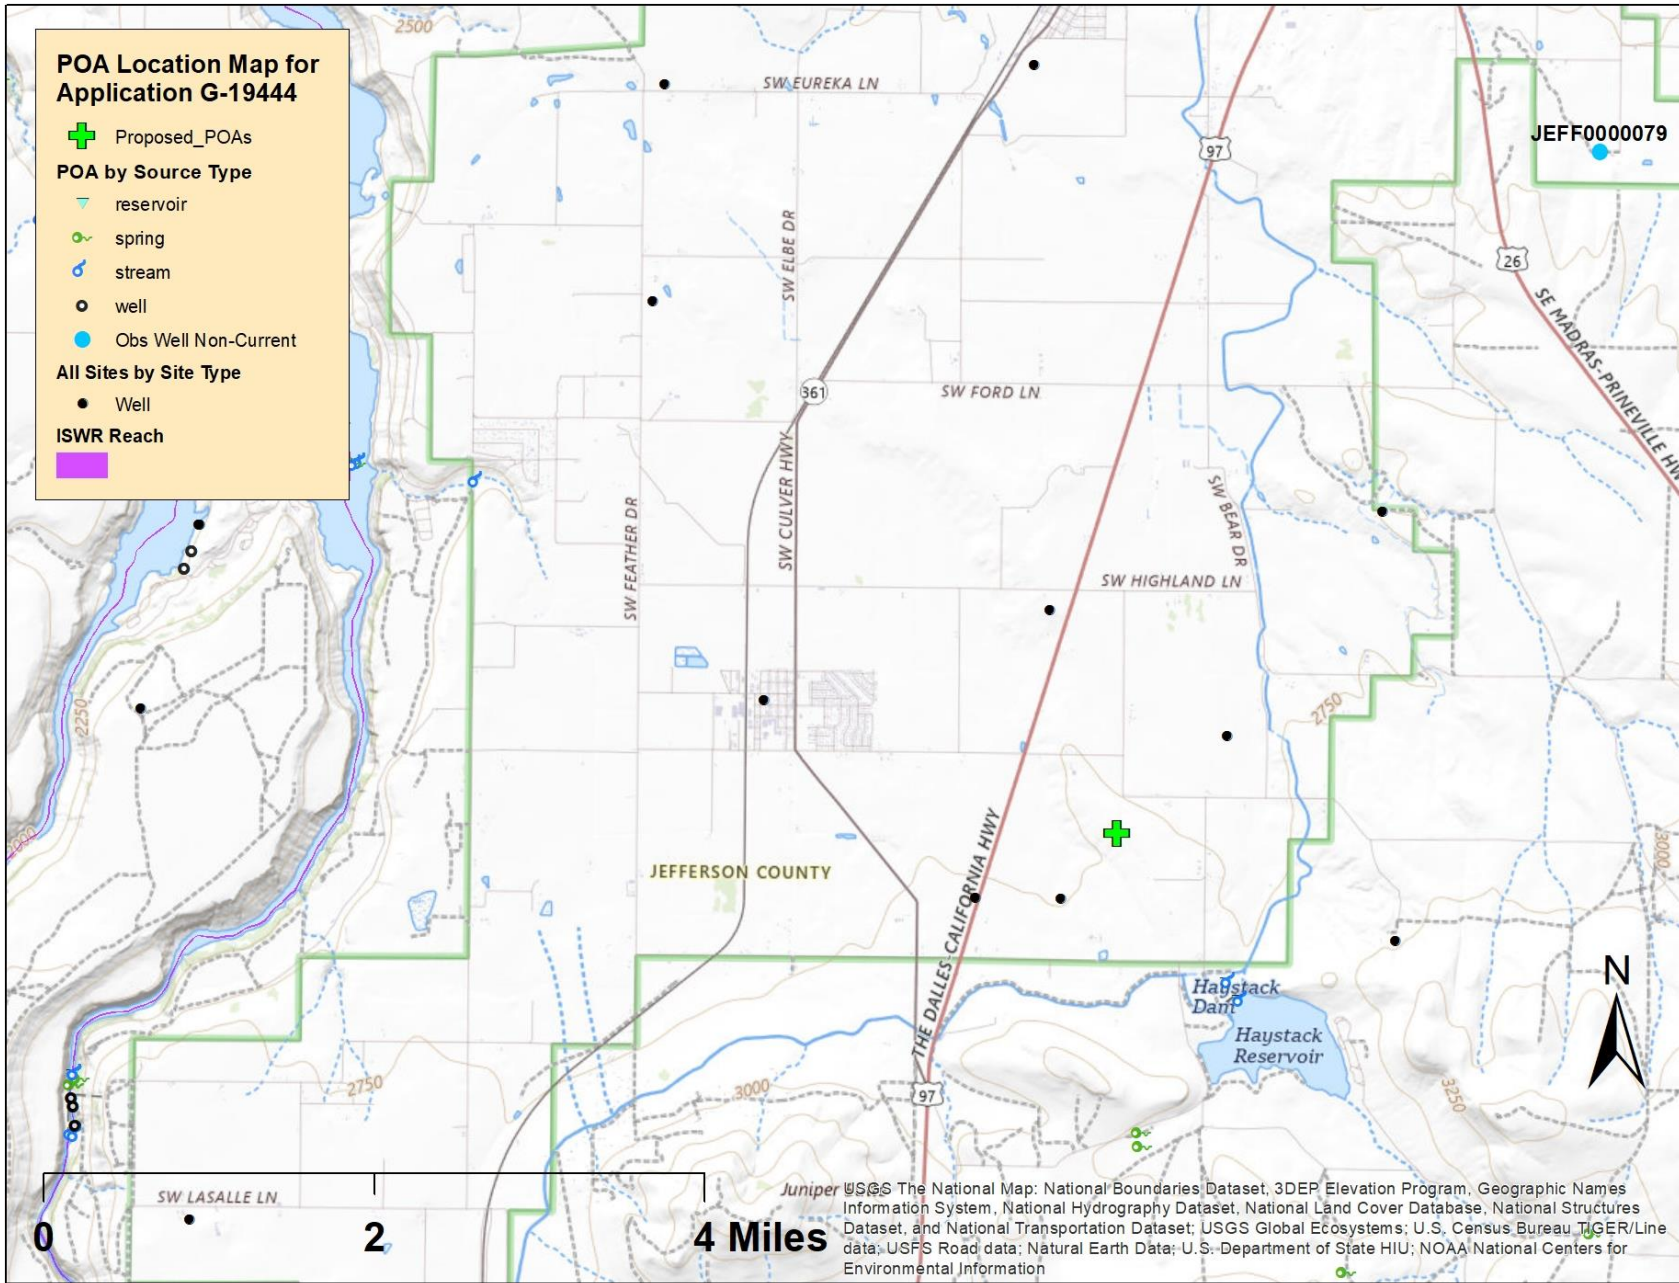 POA Location Map for
Application G-19444
Proposed_POAs
POA by Source Type
reservoir
spring
stream
well
Obs Well Non-Current
All Sites by Site Type
Well
ISWR Reach
2500
SW EUREKA LN
97
JEFF0000079
26
SE MADRAS-PRINEVILLE HW
SW ELBE DR
361
SW FORD LN
SW CULVER HWY
SW FEATHER DR
SW BEAR DR
SW HIGHLAND LN
2250
2750
THE DALLES-CALIFORNIA HWY
JEFFERSON COUNTY
3000
N
Haystack
Dam
Haystack
Reservoir
2750
3000
97
3250
SW LASALLE LN
0 2 4 Miles
Juniper
USGS The National Map: National Boundaries Dataset, 3DEP Elevation Program, Geographic Names
Information System, National Hydrography Dataset, National Land Cover Database, National Structures
Dataset, and National Transportation Dataset; USGS Global Ecosystems; U.S. Census Bureau TIGER/Line
data; USFS Road data; Natural Earth Data; U.S. Department of State HIU; NOAA National Centers for
Environmental Information